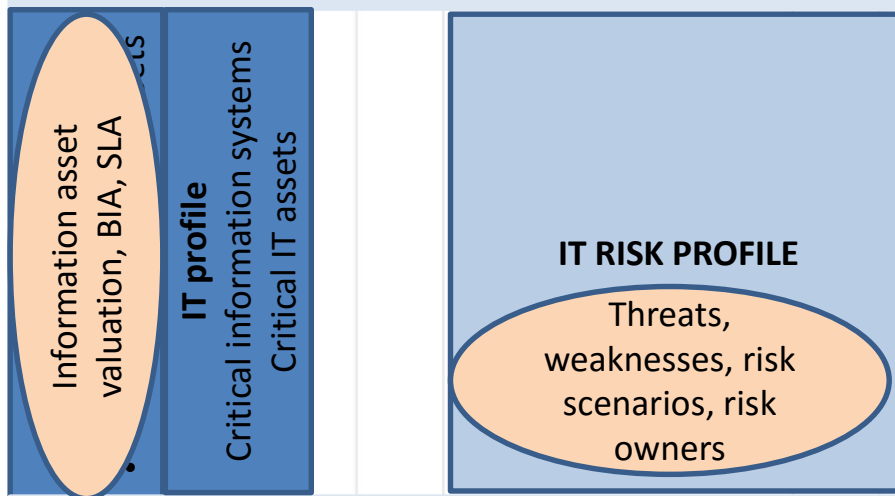 Information asset
valuation, BIA, SLA
IT profile
Critical information systems
Critical IT assets
IT RISK PROFILE
Threats,
weaknesses, risk
scenarios, risk
owners